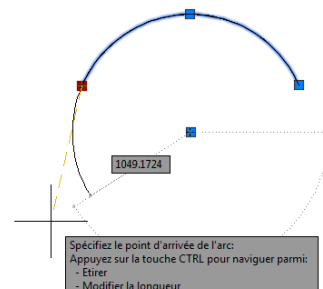 1049.1724
Spécifiez le point d'arrivée de l'arc:
Appuyez sur la touche CTRL pour naviguer parmi:
- Etirer
- Modifier la longueur